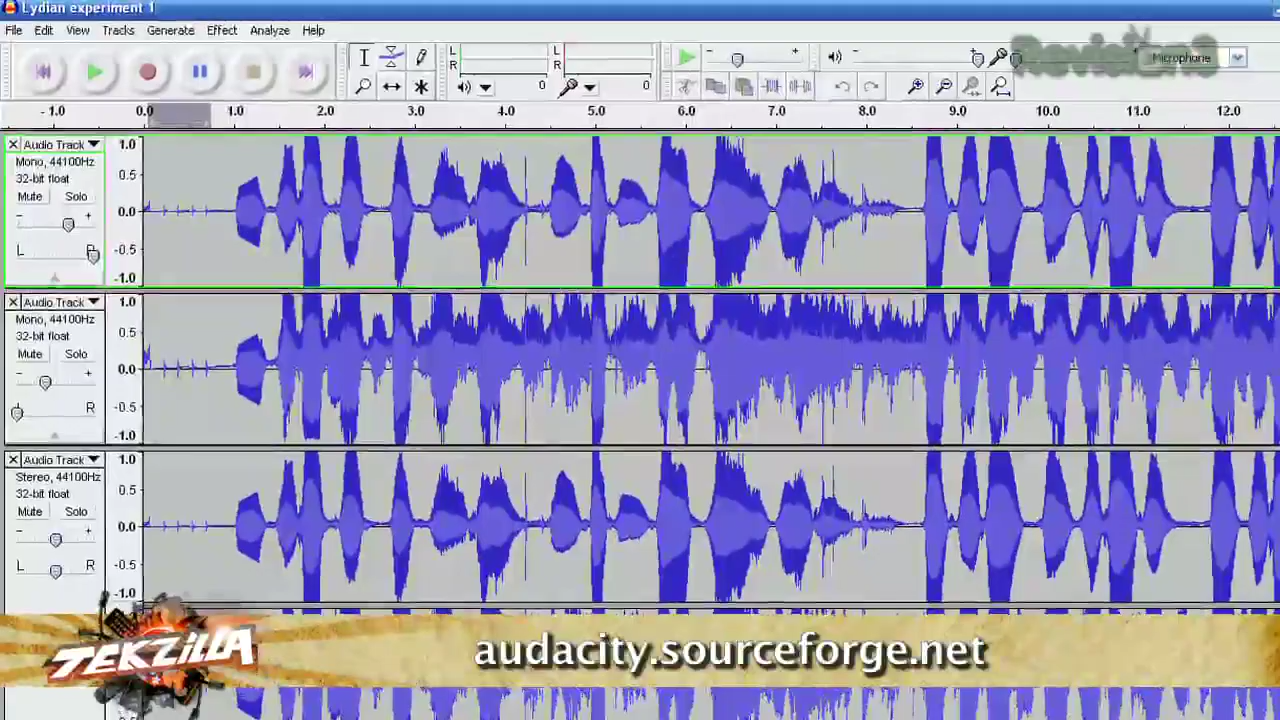 Lydian experiment 1
File Edit View Tracks Generate Effect Analyze Help
L R 0 L R 0
Revision3
Microphone
- 1.0 0.0 1.0 2.0 3.0 4.0 5.0 6.0 7.0 8.0 9.0 10.0 11.0 12.0
X Audio Track
Mono, 44100Hz
32-bit float
Mute Solo
- +
L R
1.0
0.5
0.0
-0.5
-1.0
X Audio Track
Mono, 44100Hz
32-bit float
Mute Solo
- +
R
1.0
0.5
0.0
-0.5
-1.0
X Audio Track
Stereo, 44100Hz
32-bit float
Mute Solo
- +
L R
1.0
0.5
0.0
-0.5
-1.0
TEKZILLA
audacity.sourceforge.net